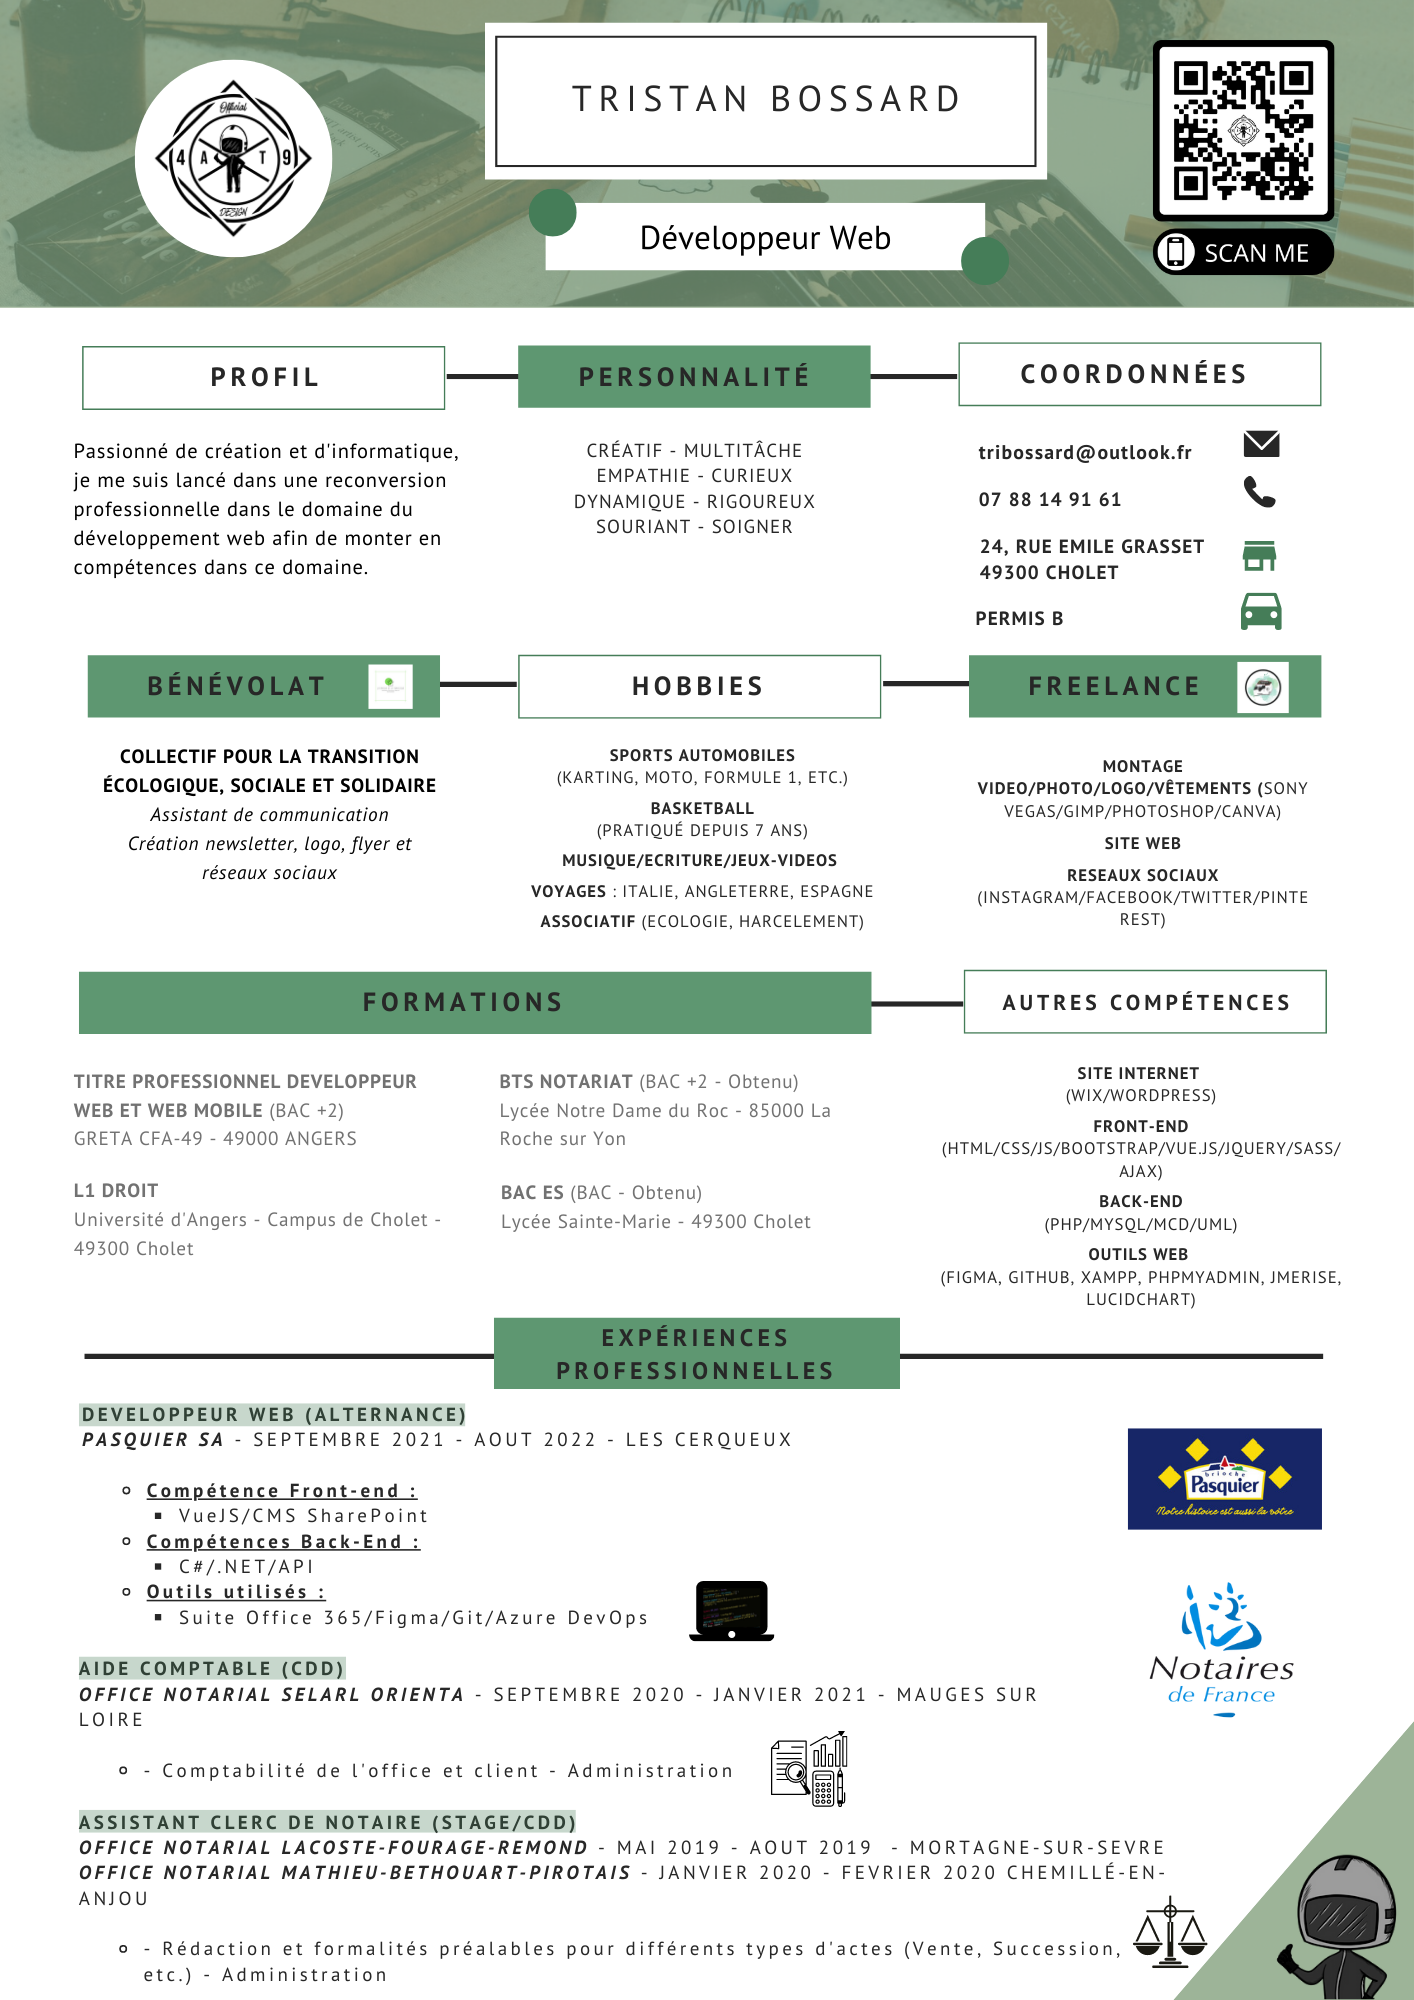 TRISTAN BOSSARD
Développeur Web
Official
4 A T 9
DESIGN
SCAN ME
PROFIL
Passionné de création et d'informatique,
je me suis lancé dans une reconversion
professionnelle dans le domaine du
développement web afin de monter en
compétences dans ce domaine.
PERSONNALITÉ
CRÉATIF - MULTITÂCHE
EMPATHIE - CURIEUX
DYNAMIQUE - RIGOUREUX
SOURIANT - SOIGNER
COORDONNÉES
tribossard@outlook.fr
07 88 14 91 61
24, RUE EMILE GRASSET
49300 CHOLET
PERMIS B
BÉNÉVOLAT
COLLECTIF POUR LA TRANSITION
ÉCOLOGIQUE, SOCIALE ET SOLIDAIRE
Assistant de communication
Création newsletter, logo, flyer et
réseaux sociaux
HOBBIES
SPORTS AUTOMOBILES
(KARTING, MOTO, FORMULE 1, ETC.)
BASKETBALL
(PRATIQUÉ DEPUIS 7 ANS)
MUSIQUE/ECRITURE/JEUX-VIDEOS
VOYAGES : ITALIE, ANGLETERRE, ESPAGNE
ASSOCIATIF (ECOLOGIE, HARCELEMENT)
FREELANCE
MONTAGE
VIDEO/PHOTO/LOGO/VÊTEMENTS (SONY
VEGAS/GIMP/PHOTOSHOP/CANVA)
SITE WEB
RESEAUX SOCIAUX
(INSTAGRAM/FACEBOOK/TWITTER/PINTE
REST)
FORMATIONS
TITRE PROFESSIONNEL DEVELOPPEUR
WEB ET WEB MOBILE (BAC +2)
GRETA CFA-49 - 49000 ANGERS
L1 DROIT
Université d'Angers - Campus de Cholet -
49300 Cholet
BTS NOTARIAT (BAC +2 - Obtenu)
Lycée Notre Dame du Roc - 85000 La
Roche sur Yon
BAC ES (BAC - Obtenu)
Lycée Sainte-Marie - 49300 Cholet
AUTRES COMPÉTENCES
SITE INTERNET
(WIX/WORDPRESS)
FRONT-END
(HTML/CSS/JS/BOOTSTRAP/VUE.JS/JQUERY/SASS/
AJAX)
BACK-END
(PHP/MYSQL/MCD/UML)
OUTILS WEB
(FIGMA, GITHUB, XAMPP, PHPMYADMIN, JMERISE,
LUCIDCHART)
EXPÉRIENCES
PROFESSIONNELLES
DEVELOPPEUR WEB (ALTERNANCE)
PASQUIER SA - SEPTEMBRE 2021 - AOUT 2022 - LES CERQUEUX
Compétence Front-end :
VueJS/CMS SharePoint
Compétences Back-End :
C#/.NET/API
Outils utilisés :
Suite Office 365/Figma/Git/Azure DevOps
brioche
Pasquier
Notre histoire est aussi la vôtre
AIDE COMPTABLE (CDD)
OFFICE NOTARIAL SELARL ORIENTA - SEPTEMBRE 2020 - JANVIER 2021 - MAUGES SUR
LOIRE
- Comptabilité de l'office et client - Administration
Notaires
de France
ASSISTANT CLERC DE NOTAIRE (STAGE/CDD)
OFFICE NOTARIAL LACOSTE-FOURAGE-REMOND - MAI 2019 - AOUT 2019 - MORTAGNE-SUR-SEVRE
OFFICE NOTARIAL MATHIEU-BETHOUART-PIROTAIS - JANVIER 2020 - FEVRIER 2020 CHEMILLÉ-EN-
ANJOU
- Rédaction et formalités préalables pour différents types d'actes (Vente, Succession,
etc.) - Administration